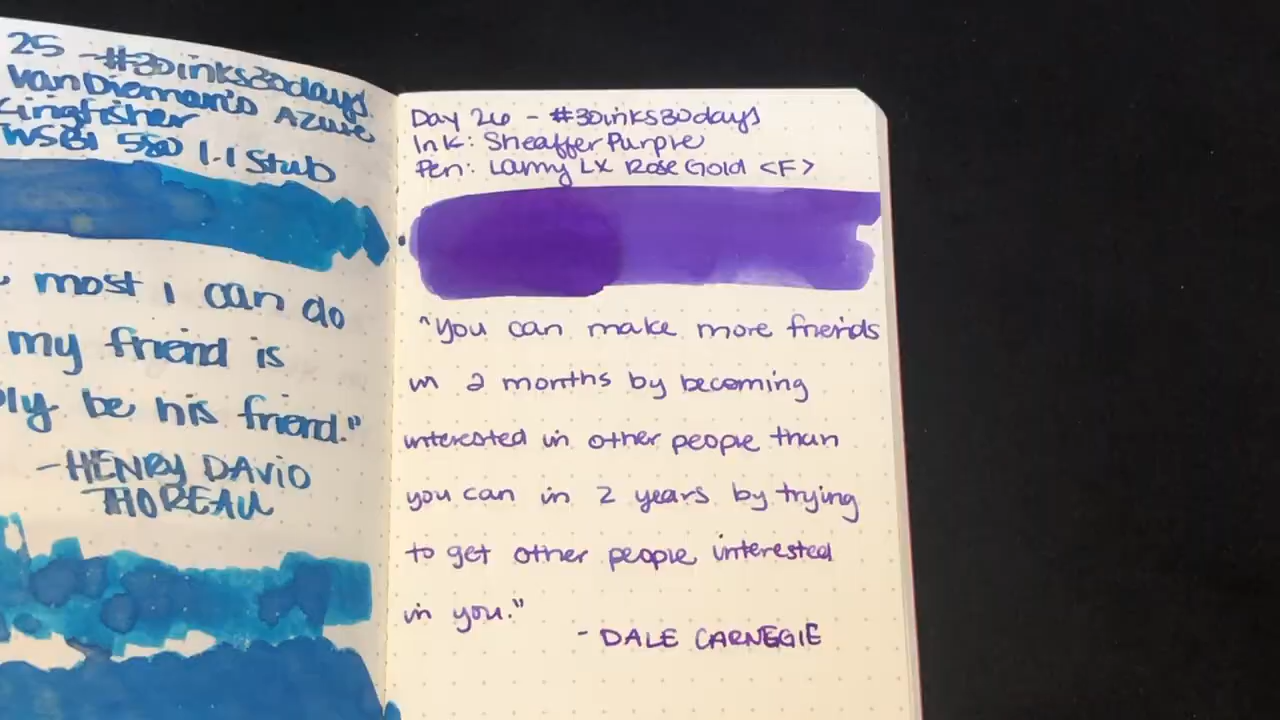 25 - #30inks30days
VanDieman's Azure
Kingfisher
TWSBI 580 1.1 Stub
most i can do
my friend is
be his friend."
- HENRY DAVID
THOREAU
Day 26 - #30inks30days
Ink: Sheaffer Purple
Pen: Lamy LX Rose Gold <F>
"You can make more friends
in 2 months by becoming
interested in other people than
you can in 2 years by trying
to get other people interested
in you."
- DALE CARNEGIE